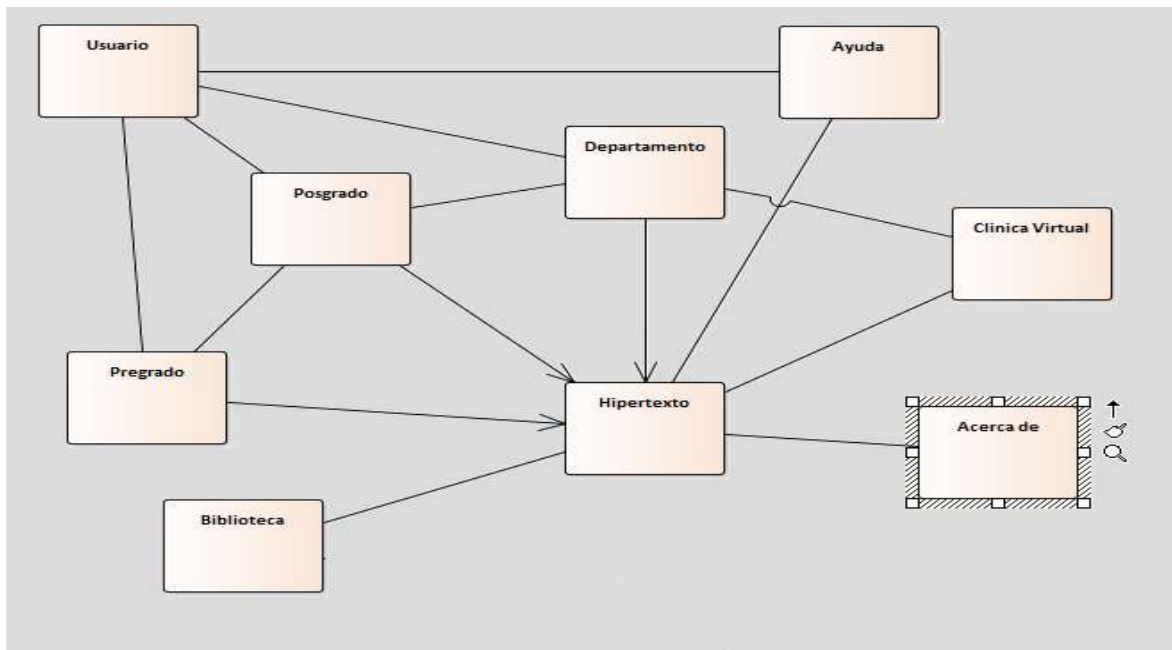 Usuario
Ayuda
Departamento
Posgrado
Clinica Virtual
Pregrado
Hipertexto
Acerca de
Biblioteca